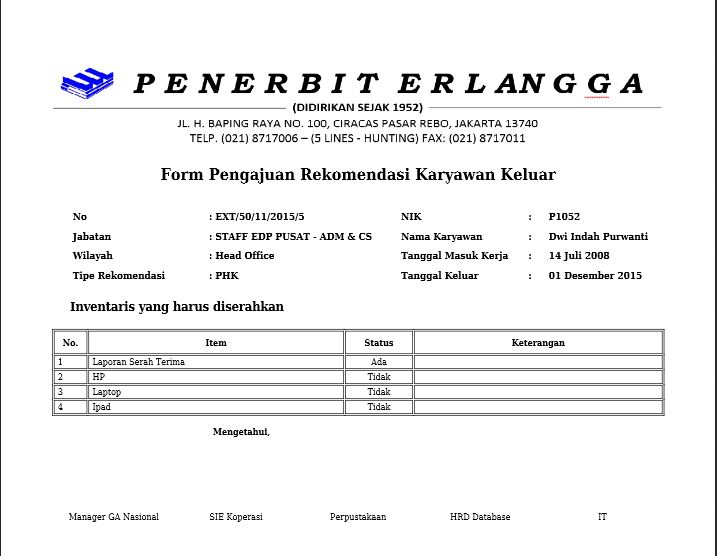 PENERBIT ERLANGGA
(DIDIRIKAN SEJAK 1952)
JL. H. BAPING RAYA NO. 100, CIRACAS PASAR REBO, JAKARTA 13740
TELP. (021) 8717006 – (5 LINES - HUNTING) FAX: (021) 8717011
Form Pengajuan Rekomendasi Karyawan Keluar
No : EXT/50/11/2015/5 NIK : P1052
Jabatan : STAFF EDP PUSAT - ADM & CS Nama Karyawan : Dwi Indah Purwanti
Wilayah : Head Office Tanggal Masuk Kerja : 14 Juli 2008
Tipe Rekomendasi : PHK Tanggal Keluar : 01 Desember 2015
Inventaris yang harus diserahkan
No. Item Status Keterangan
1 Laporan Serah Terima Ada
2 HP Tidak
3 Laptop Tidak
4 Ipad Tidak
Mengetahui,
Manager GA Nasional SIE Koperasi Perpustakaan HRD Database IT